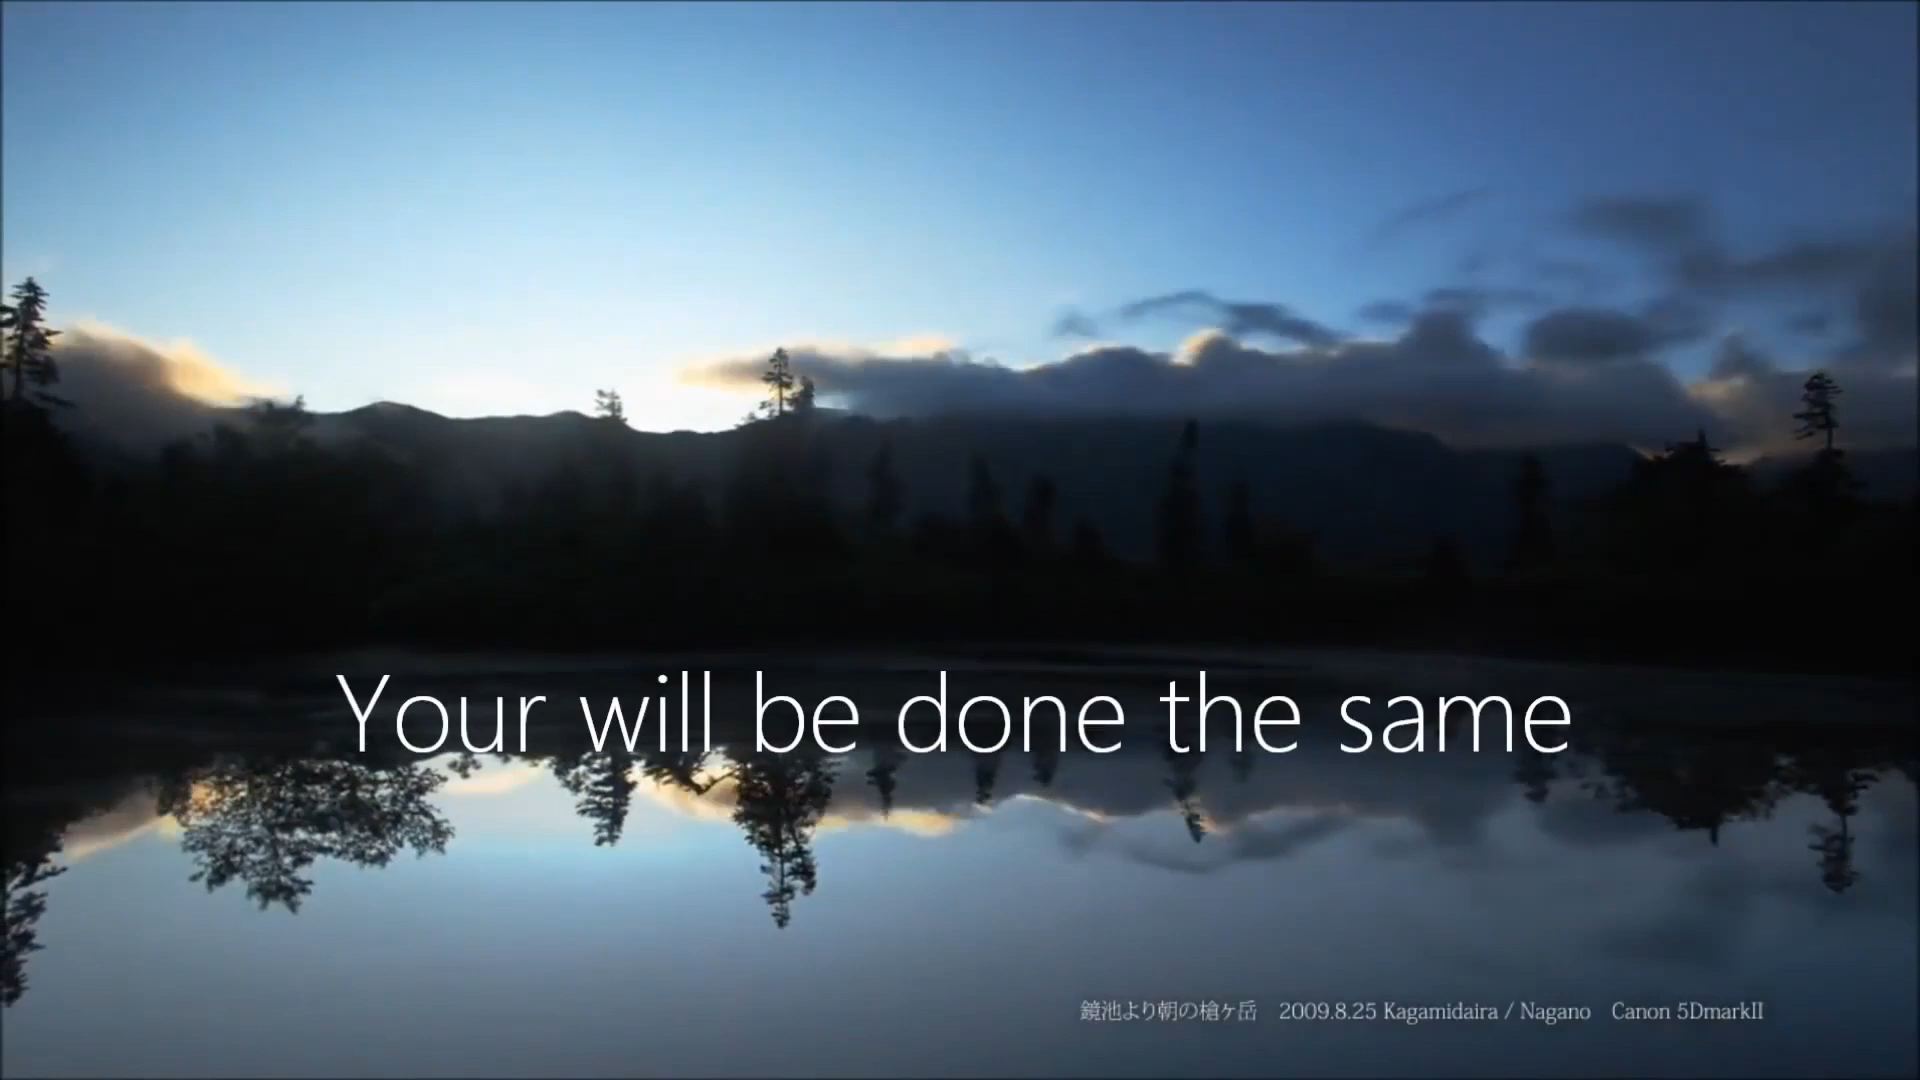 Your will be done the same
鏡池より朝の槍ヶ岳 2009.8.25 Kagamidaira / Nagano Canon 5DmarkII